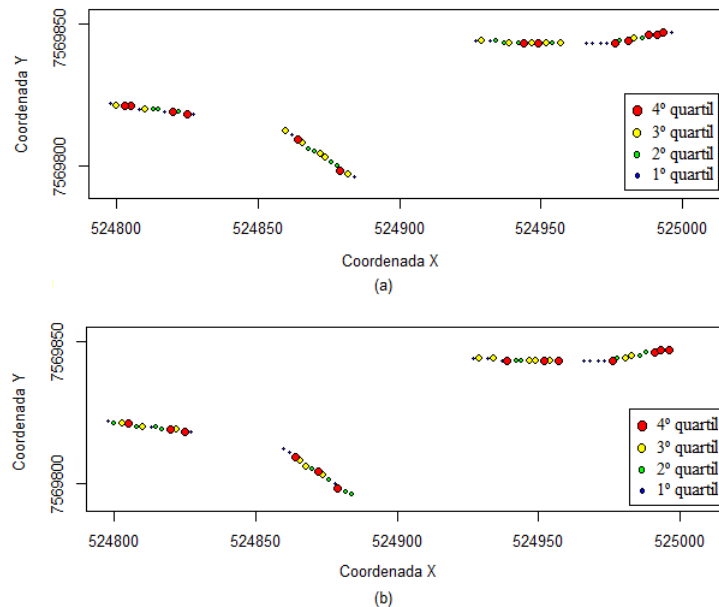 7569850
7569800
Coordenada Y
4º quartil
3º quartil
2º quartil
1º quartil
524800 524850 524900 524950 525000
Coordenada X
(a)
7569850
7569800
Coordenada Y
4º quartil
3º quartil
2º quartil
1º quartil
524800 524850 524900 524950 525000
Coordenada X
(b)